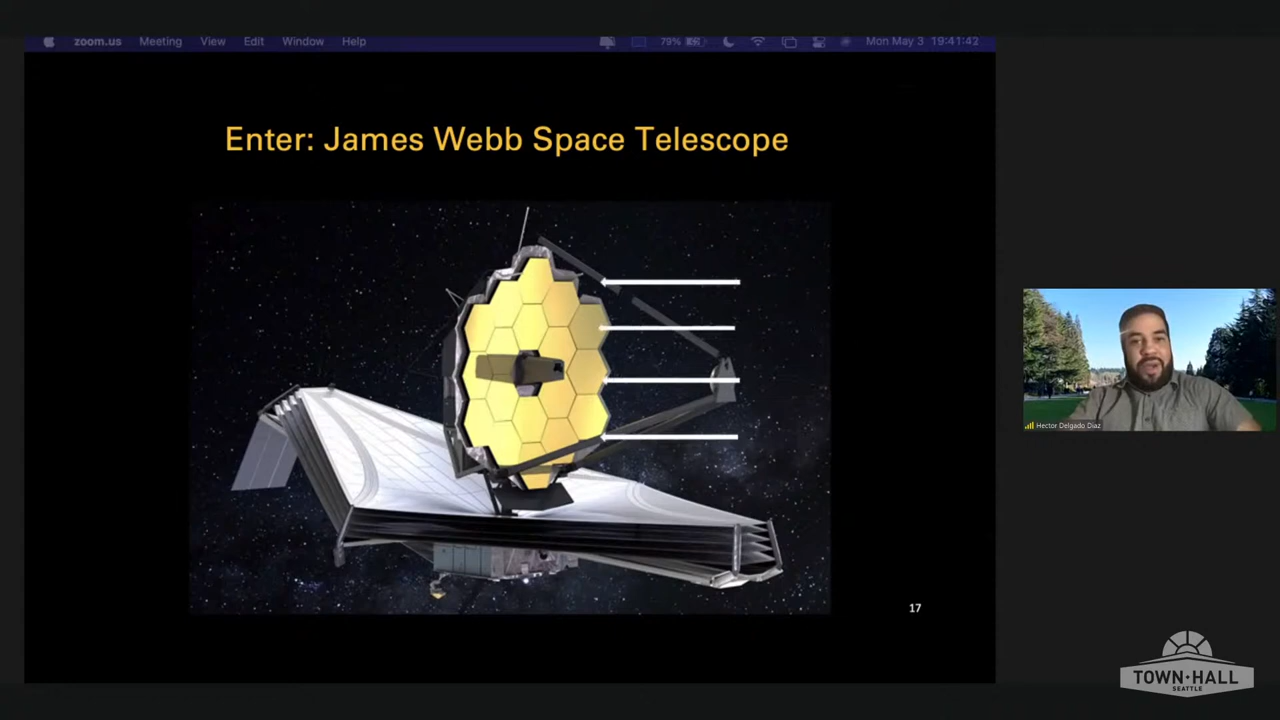 zoom.us Meeting View Edit Window Help 79% Mon May 3 19:41:42
Enter: James Webb Space Telescope
17
Hector Delgado Diaz
TOWN·HALL
SEATTLE